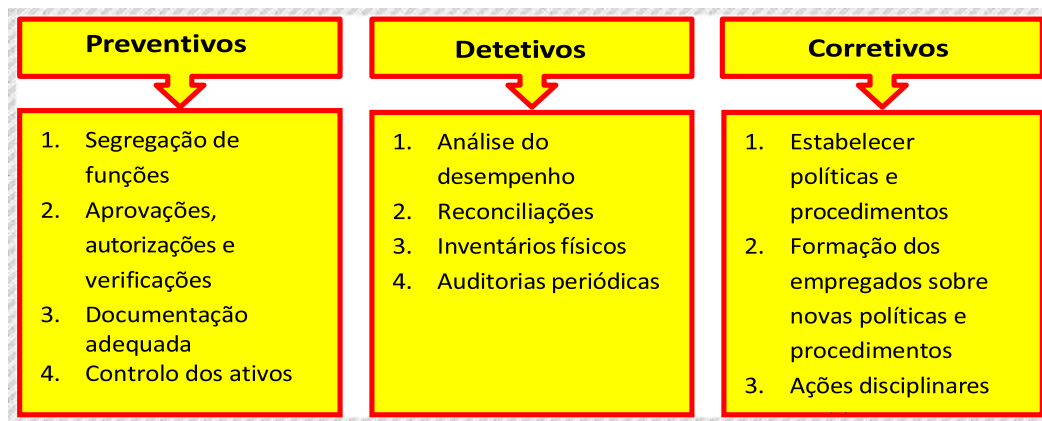 Preventivos
1. Segregação de
funções
2. Aprovações,
autorizações e
verificações
3. Documentação
adequada
4. Controlo dos ativos
Detetivos
1. Análise do
desempenho
2. Reconciliações
3. Inventários físicos
4. Auditorias periódicas
Corretivos
1. Estabelecer
políticas e
procedimentos
2. Formação dos
empregados sobre
novas políticas e
procedimentos
3. Ações disciplinares